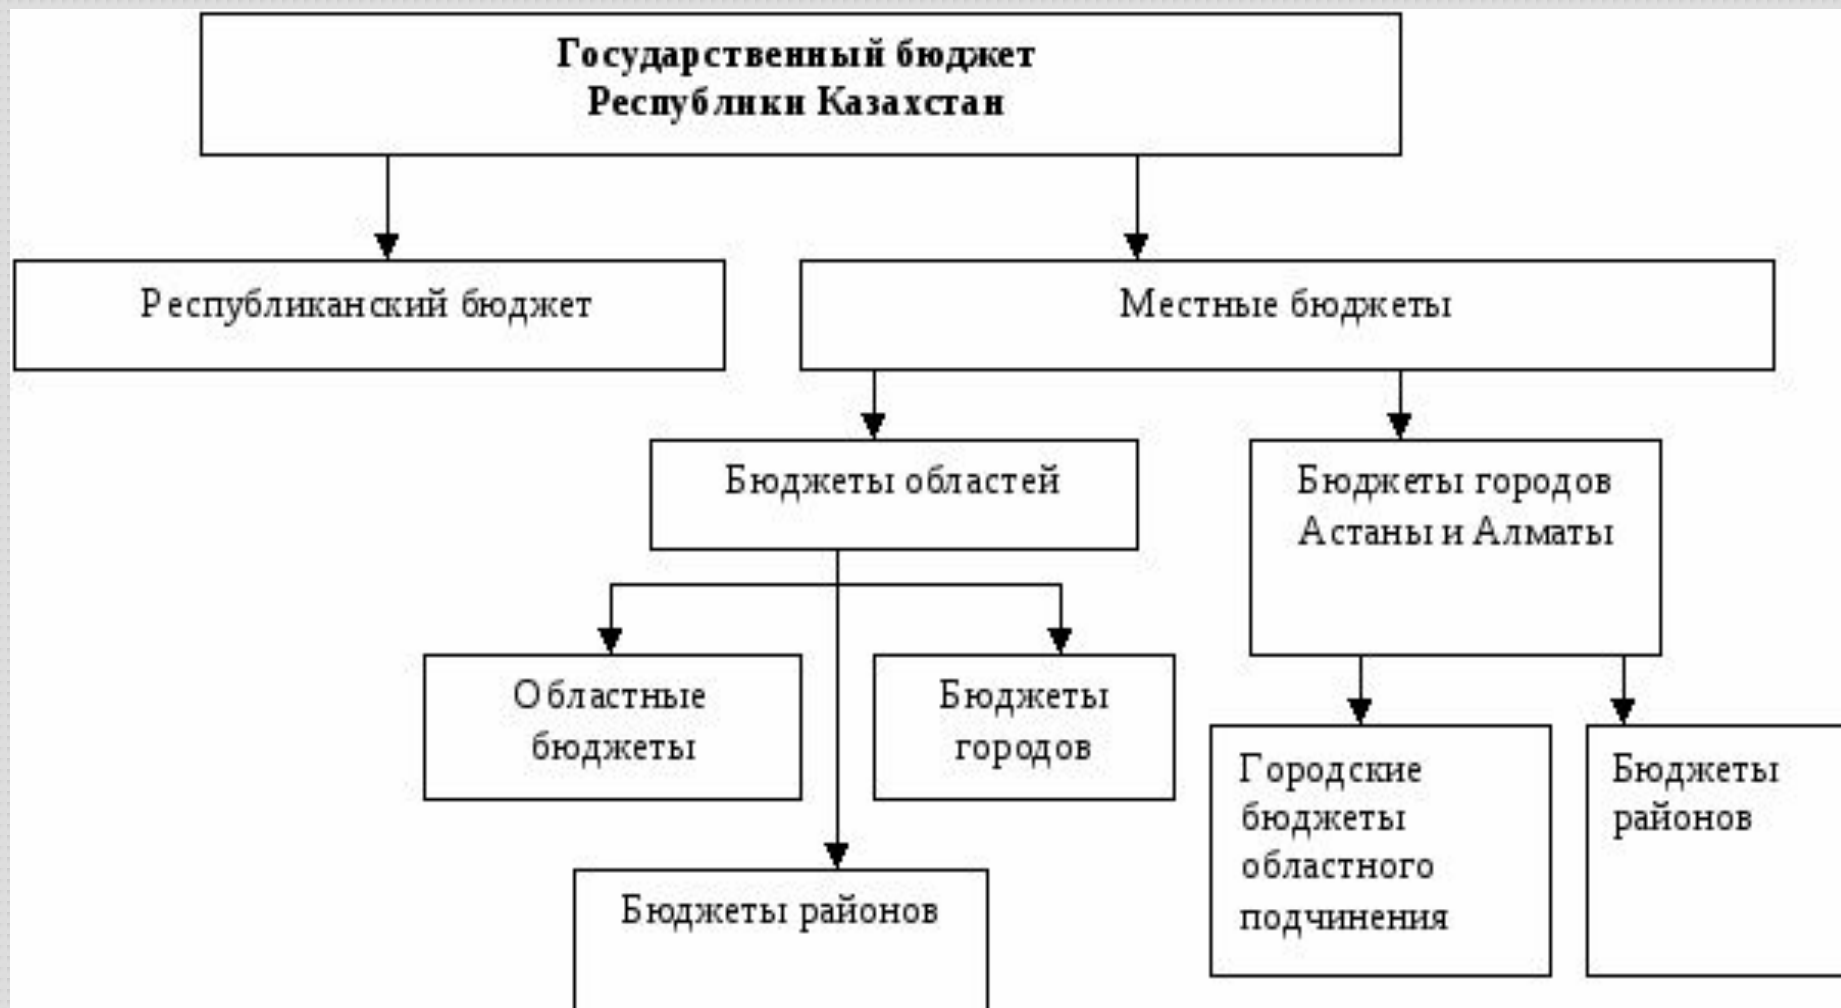 Государственный бюджет
Республики Казахстан
Республиканский бюджет
Местные бюджеты
Бюджеты областей
Бюджеты городов
Астаны и Алматы
Областные
бюджеты
Бюджеты
городов
Городские
бюджеты
областного
подчинения
Бюджеты
районов
Бюджеты районов